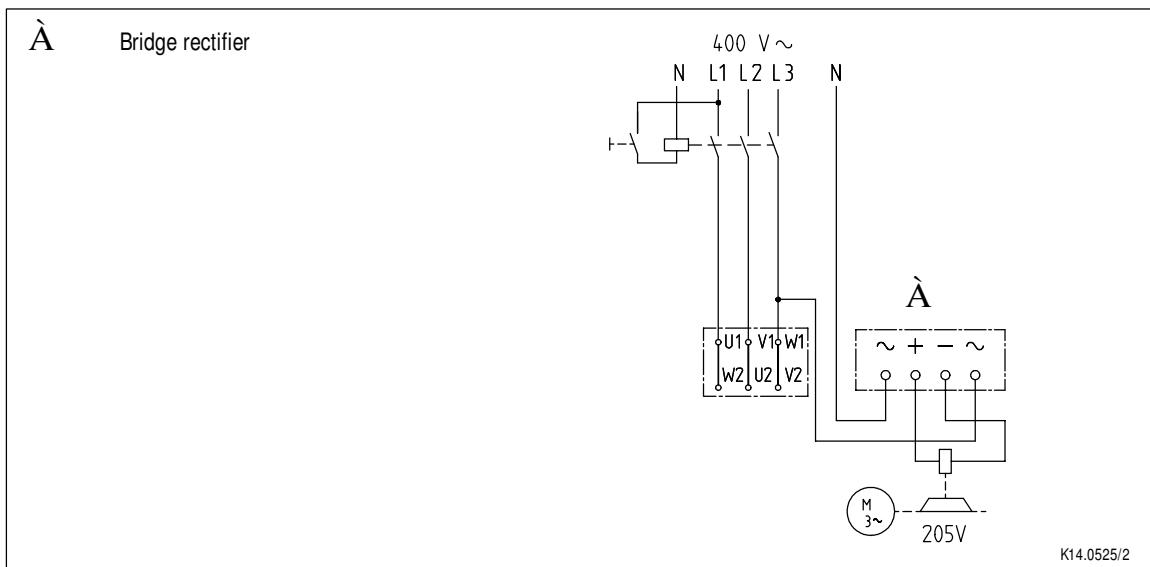 À Bridge rectifier
400 V ~
N L1 L2 L3 N
À
U1 V1 W1
W2 U2 V2
~ + − ~
M
3~
205V
K14.0525/2